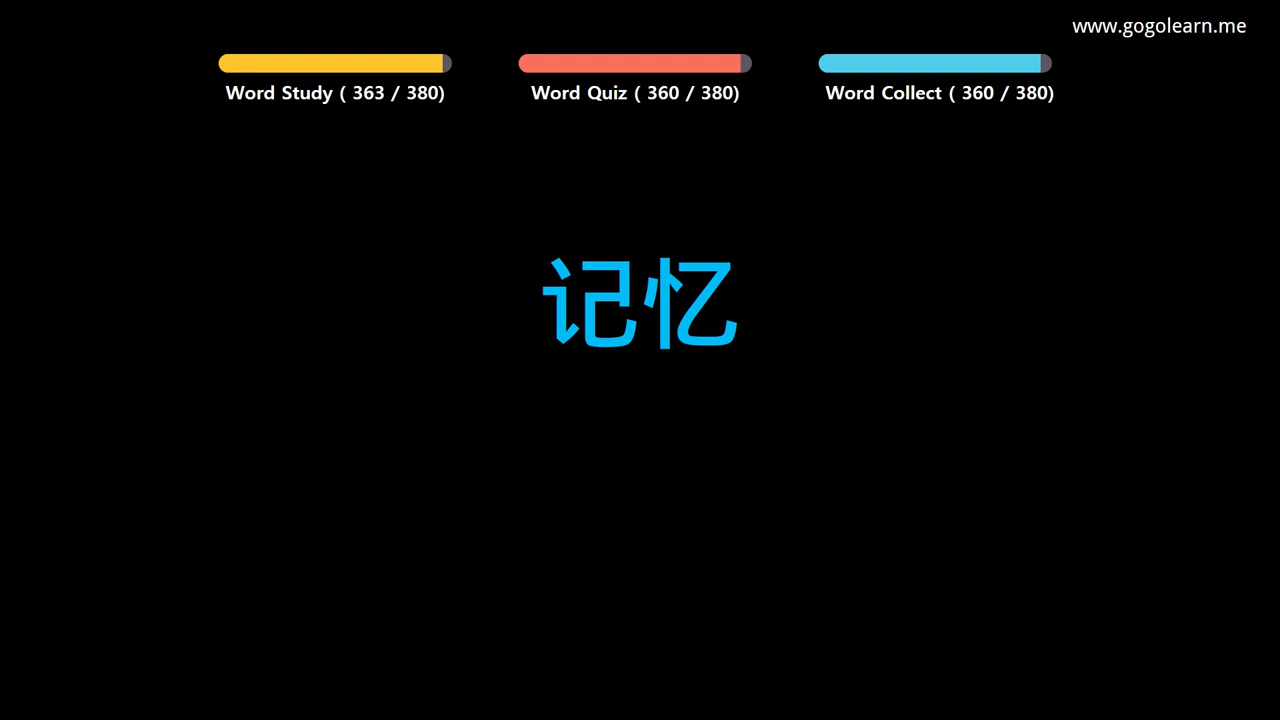 www.gogolearn.me
Word Study ( 363 / 380)
Word Quiz ( 360 / 380)
Word Collect ( 360 / 380)
记忆